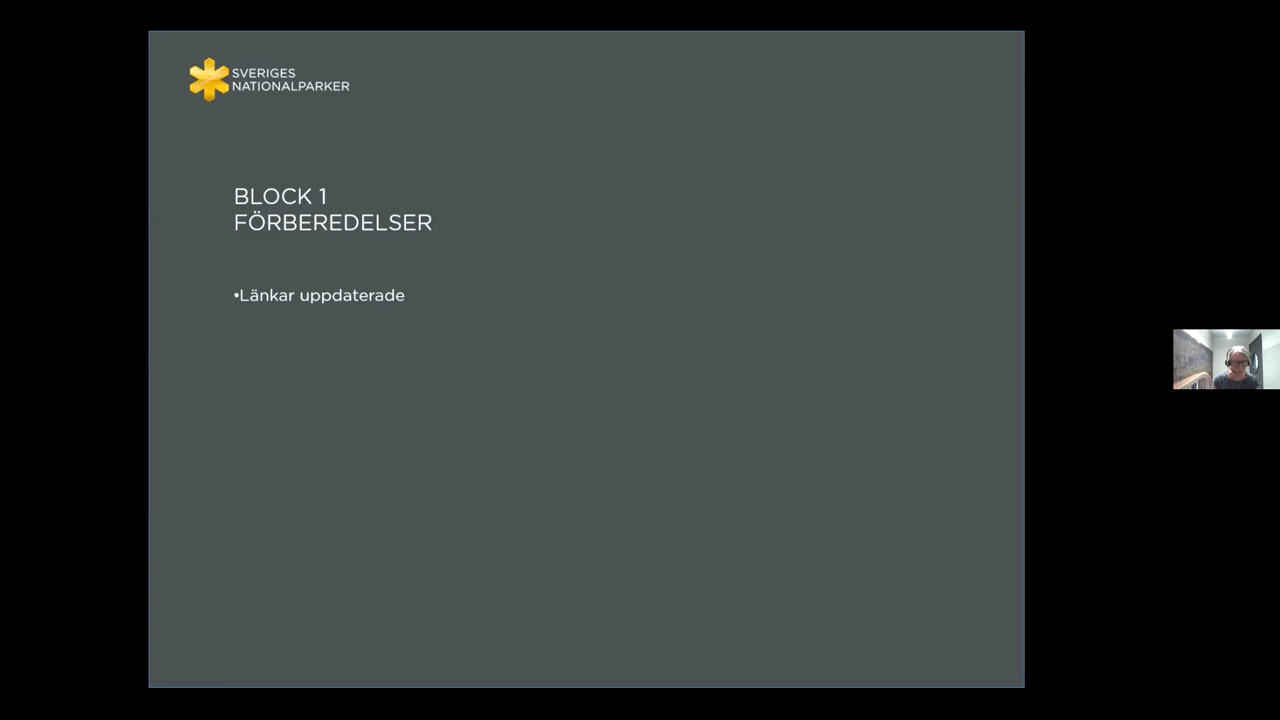 SVERIGES
NATIONALPARKER
BLOCK 1
FÖRBEREDELSER
•Länkar uppdaterade